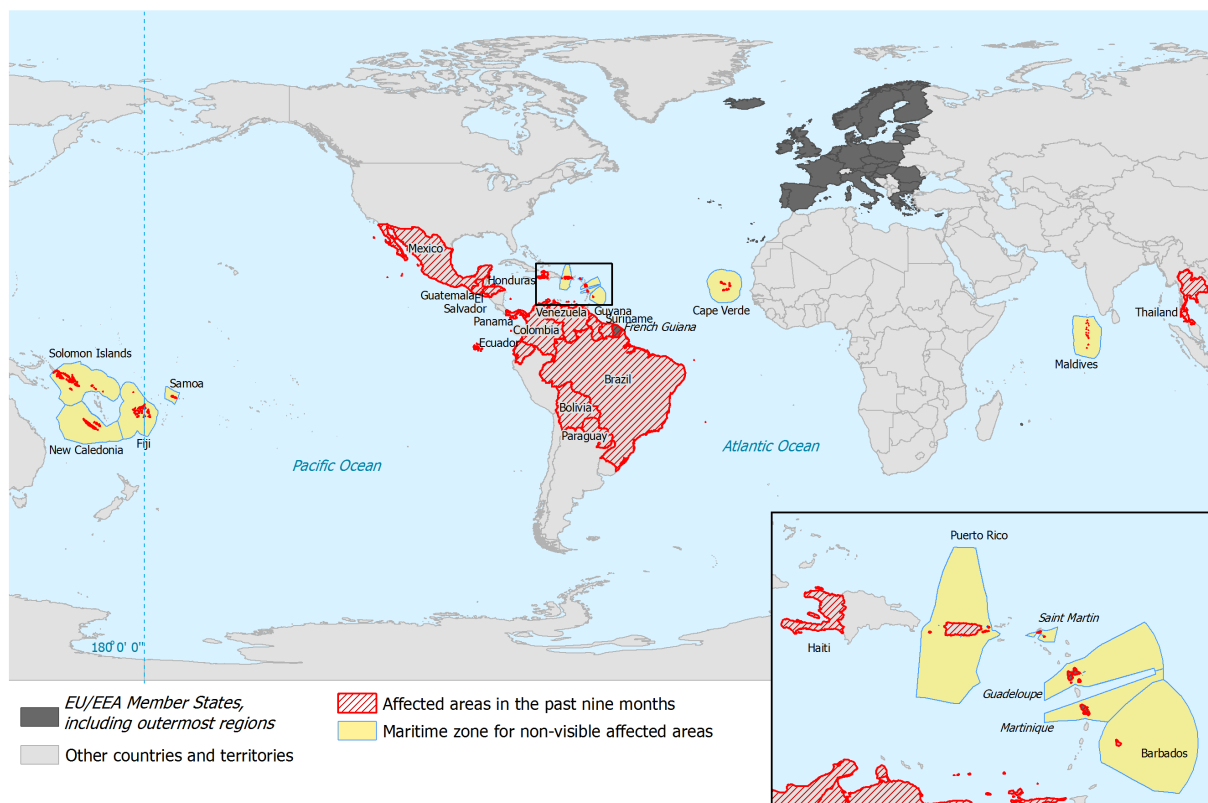 Mexico
Honduras
Guatemala
El
Salvador
Panama
Venezuela
Guyana
Suriname
French Guiana
Colombia
Ecuador
Cape Verde
Thailand
Maldives
Solomon Islands
Samoa
Brazil
Bolivia
Paraguay
New Caledonia
Fiji
Pacific Ocean
Atlantic Ocean
180°0'0"
Puerto Rico
Saint Martin
Haiti
Guadeloupe
Martinique
Barbados
EU/EEA Member States,
including outermost regions
Other countries and territories
Affected areas in the past nine months
Maritime zone for non-visible affected areas